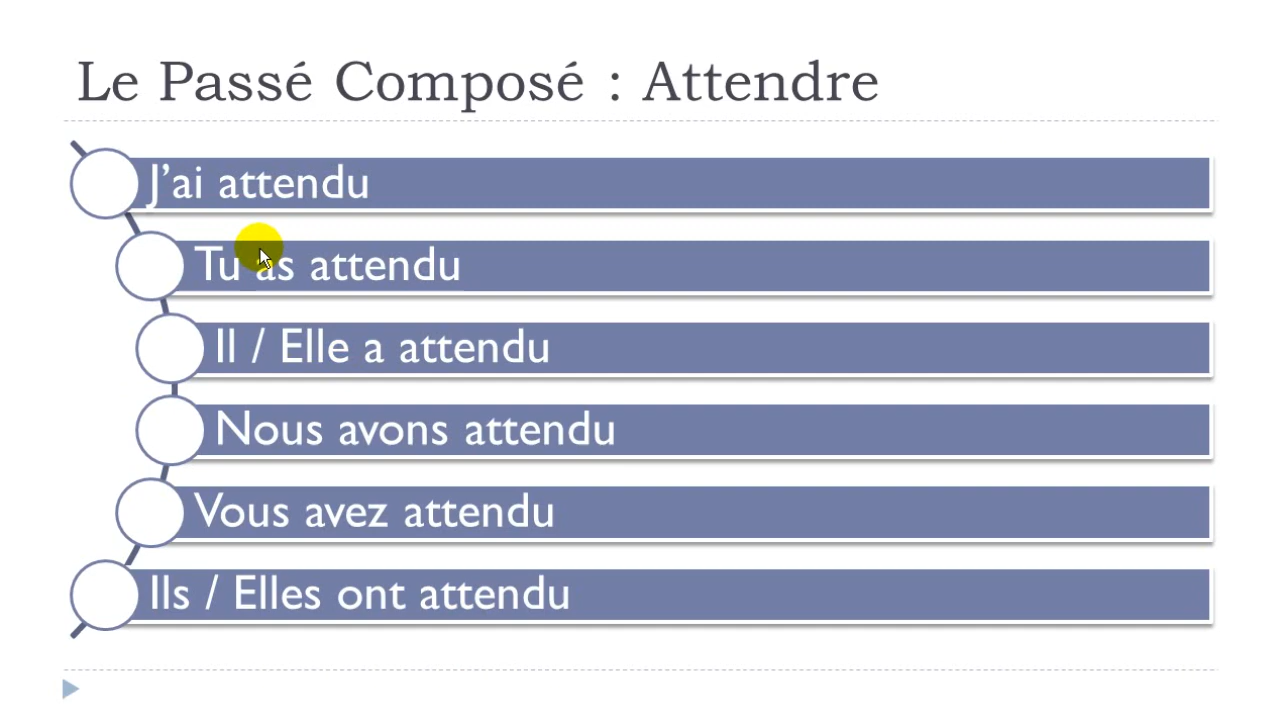 Le Passé Composé : Attendre
J’ai attendu
Tu as attendu
Il / Elle a attendu
Nous avons attendu
Vous avez attendu
Ils / Elles ont attendu